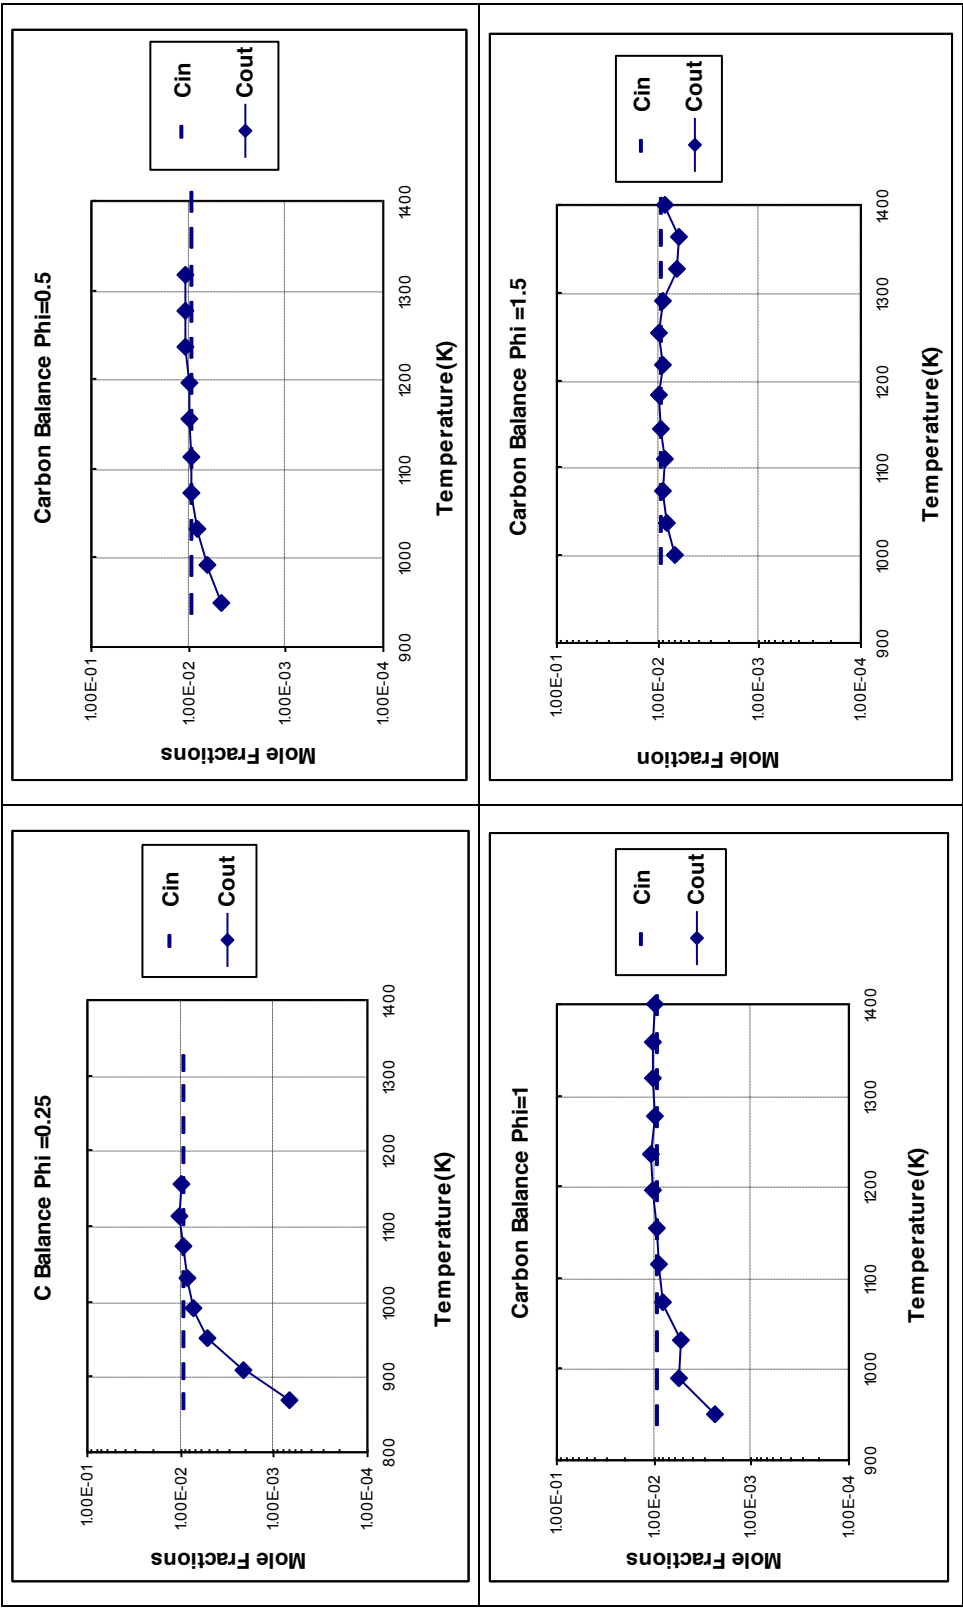 C Balance Phi =0.25
Mole Fractions
1.00E-01
1.00E-02
1.00E-03
1.00E-04
800
900
1000
1100
1200
1300
1400
Temperature(K)
Cin
Cout
Carbon Balance Phi=0.5
Mole Fractions
1.00E-01
1.00E-02
1.00E-03
1.00E-04
900
1000
1100
1200
1300
1400
Temperature(K)
Cin
Cout
Carbon Balance Phi=1
Mole Fractions
1.00E-01
1.00E-02
1.00E-03
1.00E-04
900
1000
1100
1200
1300
1400
Temperature(K)
Cin
Cout
Carbon Balance Phi =1.5
Mole Fraction
1.00E-01
1.00E-02
1.00E-03
1.00E-04
900
1000
1100
1200
1300
1400
Temperature(K)
Cin
Cout